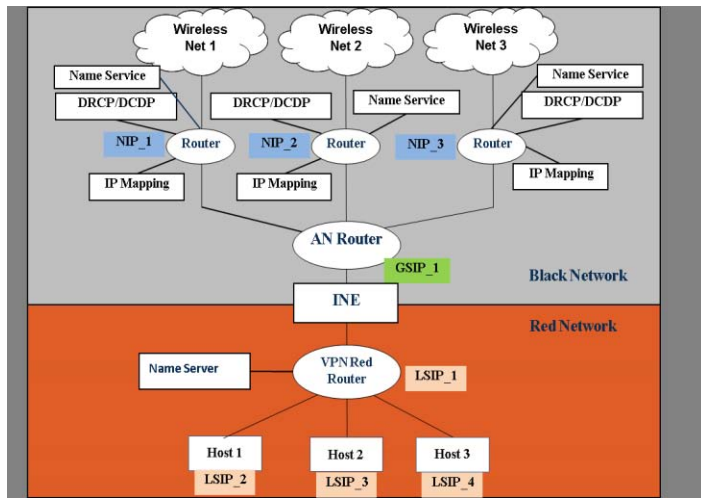 Wireless
Net 1
Wireless
Net 2
Wireless
Net 3
Name Service
DRCP/DCDP
NIP_1
Router
IP Mapping
DRCP/DCDP
Name Service
NIP_2
Router
IP Mapping
Name Service
DRCP/DCDP
NIP_3
Router
IP Mapping
AN Router
GSIP_1
Black Network
INE
Red Network
Name Server
VPN Red
Router
LSIP_1
Host 1
LSIP_2
Host 2
LSIP_3
Host 3
LSIP_4